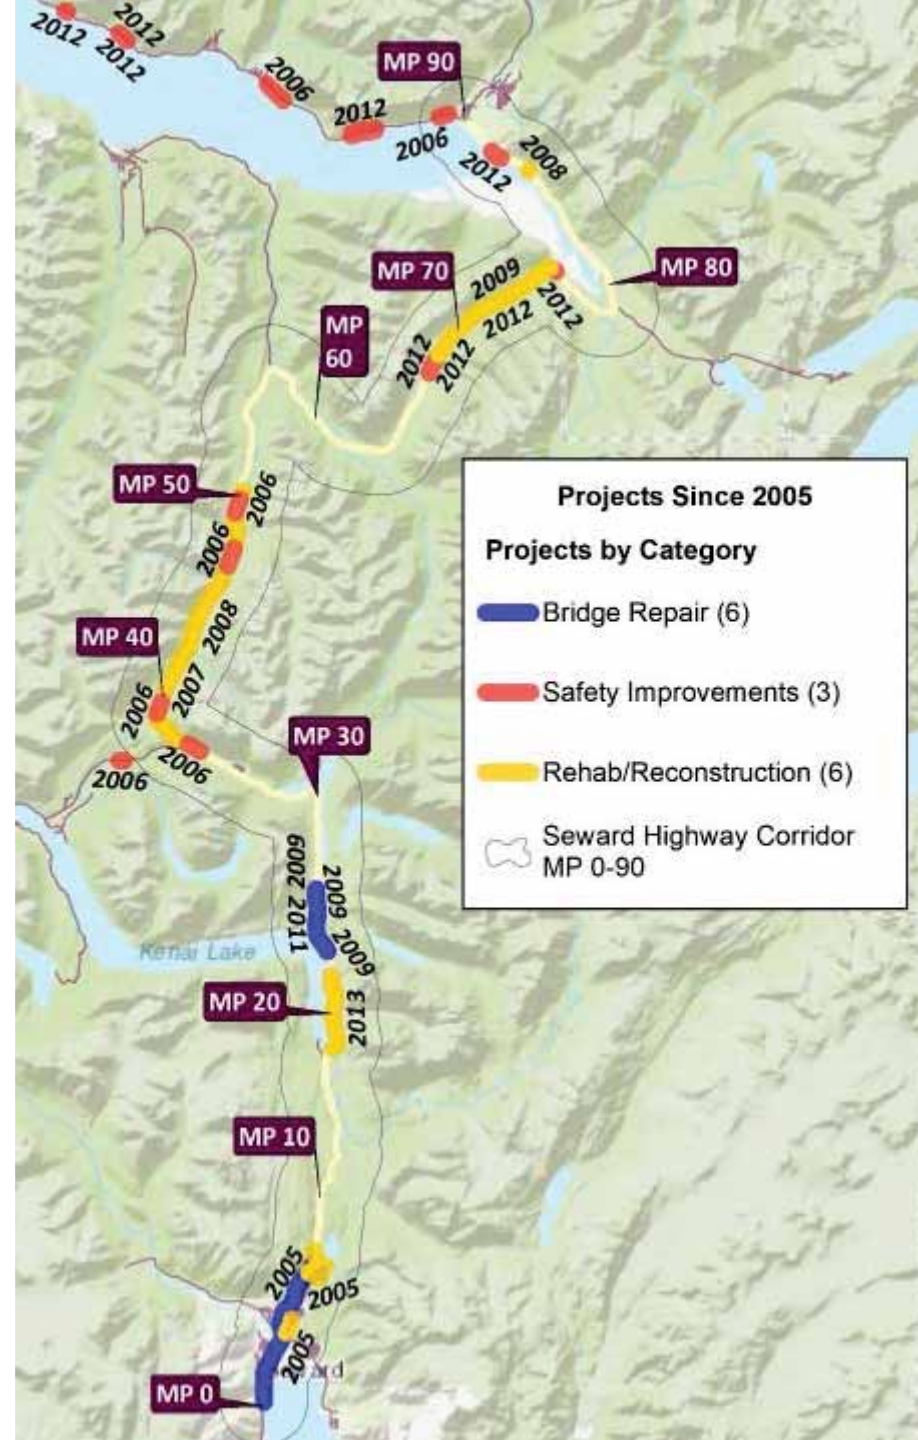 2012
2012
2012
2006
MP 90
2012
2006
2012
2008
MP 70
2009
2012
MP 80
2012
MP
60
2012
2012
MP 50
2006
2006
2008
MP 40
2007
2006
2006
2006
MP 30
2009
2011
2009
2009
Kenai Lake
MP 20
2013
MP 10
2005
2005
2005
MP 0
Projects Since 2005
Projects by Category
Bridge Repair (6)
Safety Improvements (3)
Rehab/Reconstruction (6)
Seward Highway Corridor
MP 0-90